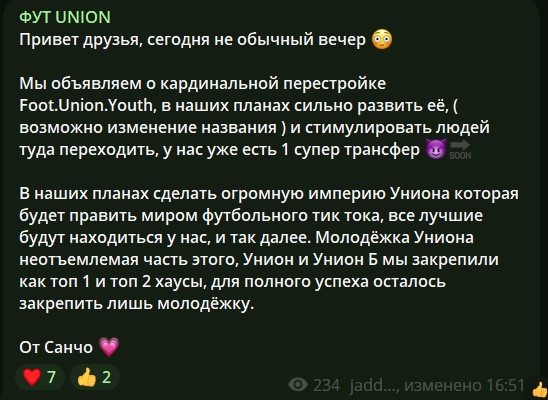 ФУТ UNION
Привет друзья, сегодня не обычный вечер 😳
Мы объявляем о кардинальной перестройке
Foot.Union.Youth, в наших планах сильно развить её, (
возможно изменение названия ) и стимулировать людей
туда переходить, у нас уже есть 1 супер трансфер 😈🔜
В наших планах сделать огромную империю Униона которая
будет править миром футбольного тик тока, все лучшие
будут находиться у нас, и так далее. Молодёжка Униона
неотъемлемая часть этого, Унион и Унион Б мы закрепили
как топ 1 и топ 2 хаусы, для полного успеха осталось
закрепить лишь молодёжку.
От Санчо 💗
❤️ 7 👍 2 234 jadd..., изменено 16:51